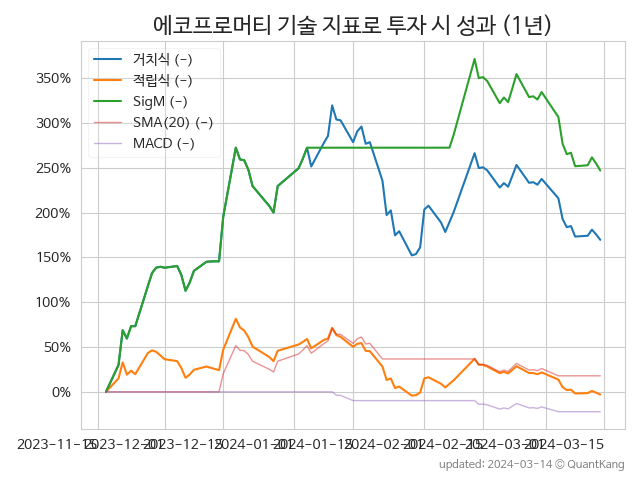 에코프로머티 기술 지표로 투자 시 성과 (1년)
거치식 (-)
적립식 (-)
SigM (-)
SMA(20) (-)
MACD (-)
350%
300%
250%
200%
150%
100%
50%
0%
2023-11-15 2023-12-01 2023-12-15 2024-01-01 2024-01-15 2024-02-01 2024-02-15 2024-03-01 2024-03-15
updated: 2024-03-14 © QuantKang